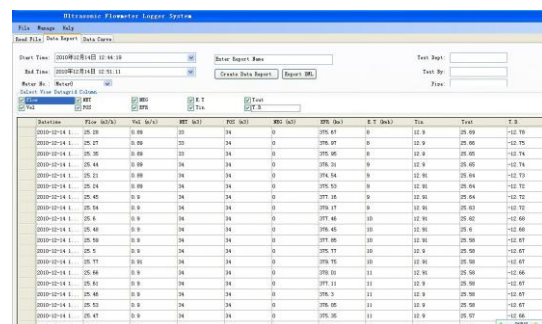 Ultrasonic Flowmeter Logger System
File Manage Help
Read File Data Report Data Curve
Start Time: 2010年12月14日 12:44:19 Enter Report Name Test Dept:
End Time: 2010年12月14日 12:51:11 Create Data Report Export XML Test By:
Meter No.: Meter0
Select View Datagrid Column
Flow NET NEG E.T Tout
Vel POS EFR Tin T.D
Datetime Flow (m3/h) Vel (m/s) NET (m3) POS (m3) NEG (m3) EFR (kw) E.T (kwh) Tin Tout T.D
2010-12-14 1... 25.28 0.89 33 34 0 375.67 8 12.9 25.69 -12.78
2010-12-14 1... 25.27 0.89 33 34 0 375.66 8 12.9 25.66 -12.75
2010-12-14 1... 25.35 0.89 33 34 0 375.95 8 12.9 25.65 -12.74
2010-12-14 1... 25.44 0.89 34 34 0 376.31 8 12.9 25.65 -12.74
2010-12-14 1... 25.21 0.89 34 34 0 374.54 9 12.91 25.64 -12.73
2010-12-14 1... 25.24 0.89 34 34 0 375.53 9 12.91 25.64 -12.72
2010-12-14 1... 25.45 0.9 34 34 0 377.16 9 12.91 25.64 -12.72
2010-12-14 1... 25.54 0.9 34 34 0 379.17 9 12.91 25.63 -12.72
2010-12-14 1... 25.6 0.9 34 34 0 377.46 10 12.91 25.62 -12.68
2010-12-14 1... 25.48 0.9 34 34 0 376.45 10 12.91 25.6 -12.68
2010-12-14 1... 25.58 0.9 34 34 0 377.85 10 12.91 25.58 -12.67
2010-12-14 1... 25.5 0.9 34 34 0 375.77 10 12.9 25.58 -12.67
2010-12-14 1... 25.77 0.91 34 34 0 379.75 10 12.91 25.58 -12.67
2010-12-14 1... 25.66 0.9 34 34 0 378.01 11 12.91 25.58 -12.66
2010-12-14 1... 25.61 0.9 34 34 0 377.11 11 12.9 25.58 -12.67
2010-12-14 1... 25.48 0.9 34 34 0 376.3 11 12.9 25.58 -12.67
2010-12-14 1... 25.53 0.9 34 34 0 376.85 11 12.9 25.58 -12.67
2010-12-14 1... 25.47 0.9 34 34 0 375.35 11 12.9 25.57 -12.66